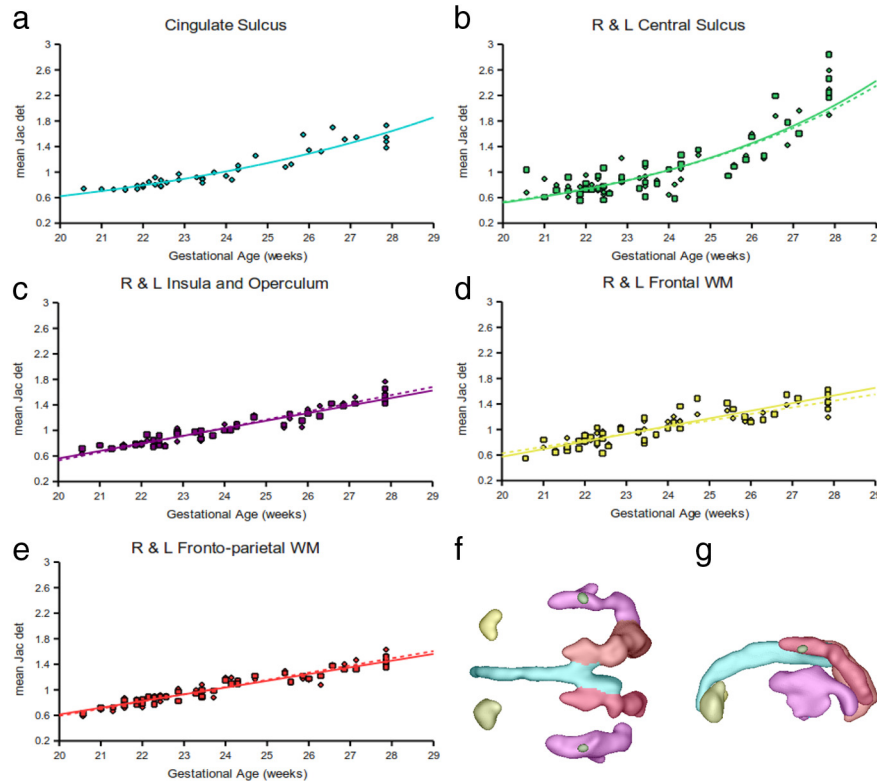 a
Cingulate Sulcus
mean Jac det
3
2.6
2.2
1.8
1.4
1
0.6
0.2
20 21 22 23 24 25 26 27 28 29
Gestational Age (weeks)
b
R & L Central Sulcus
mean Jac det
3
2.6
2.2
1.8
1.4
1
0.6
0.2
20 21 22 23 24 25 26 27 28 29
Gestational Age (weeks)
c
R & L Insula and Operculum
mean Jac det
3
2.6
2.2
1.8
1.4
1
0.6
0.2
20 21 22 23 24 25 26 27 28 29
Gestational Age (weeks)
d
R & L Frontal WM
mean Jac det
3
2.6
2.2
1.8
1.4
1
0.6
0.2
20 21 22 23 24 25 26 27 28 29
Gestational Age (weeks)
e
R & L Fronto-parietal WM
mean Jac det
3
2.6
2.2
1.8
1.4
1
0.6
0.2
20 21 22 23 24 25 26 27 28 29
Gestational Age (weeks)
f
g